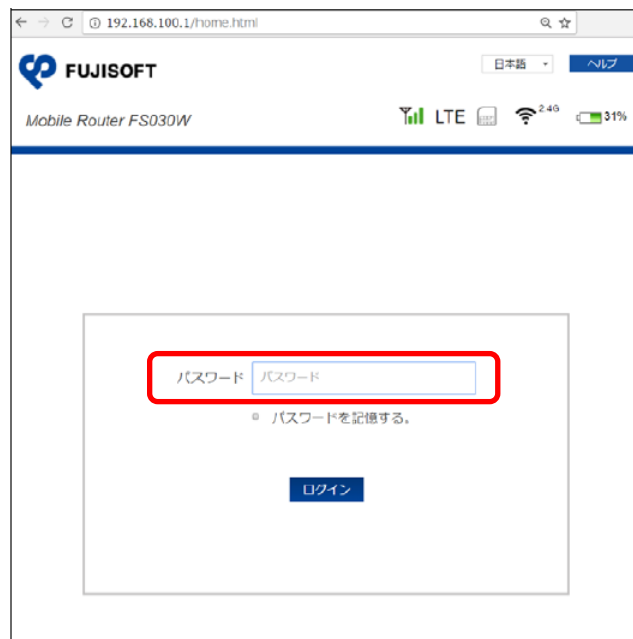 192.168.100.1/home.html
FUJISOFT
日本語
ヘルプ
Mobile Router FS030W
LTE
2.4G
31%
パスワード パスワード
パスワードを記憶する。
ログイン